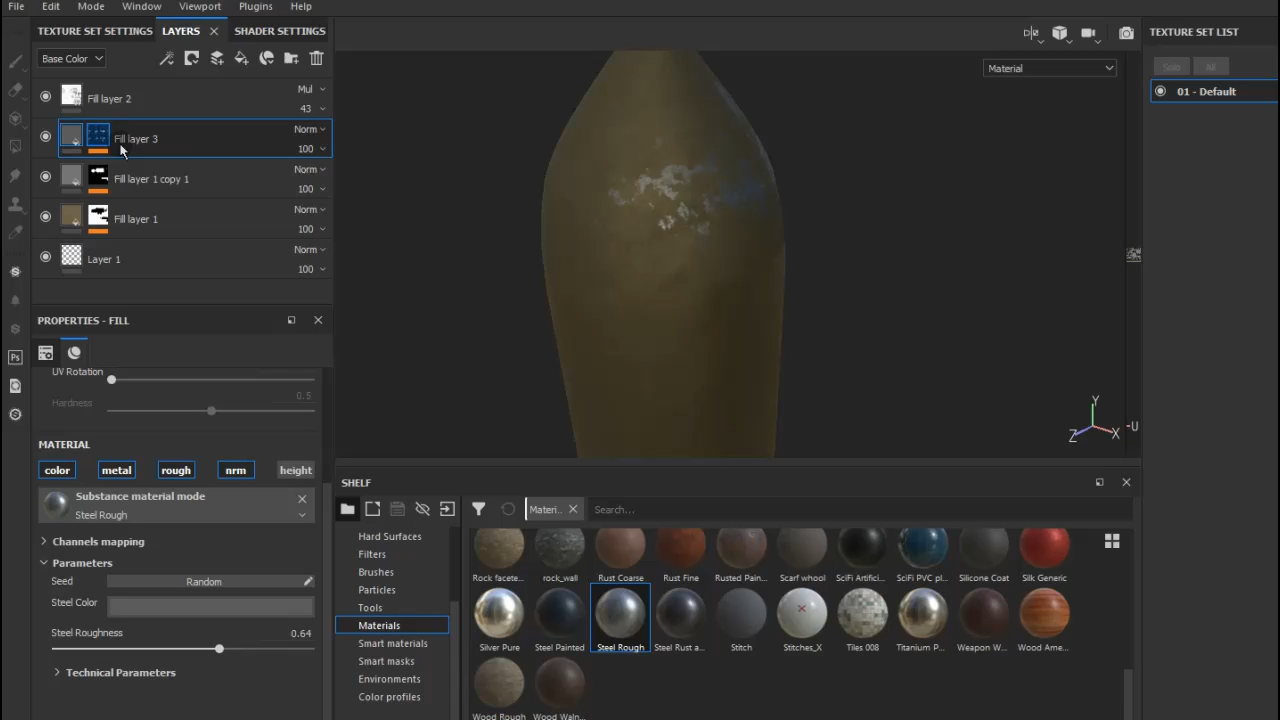 File Edit Mode Window Viewport Plugins Help
TEXTURE SET SETTINGS LAYERS SHADER SETTINGS
TEXTURE SET LIST
Base Color
Material
Solo All
01 - Default
Fill layer 2 Mul
43
Fill layer 3 Norm
100
Fill layer 1 copy 1 Norm
100
Fill layer 1 Norm
100
Layer 1 Norm
100
PROPERTIES - FILL
Ps
UV Rotation
Hardness 0.5
MATERIAL
color metal rough nrm height
Substance material mode
Steel Rough
Channels mapping
Parameters
Seed Random
Steel Color
Steel Roughness 0.64
Technical Parameters
Y
Z X
-U
SHELF
Materi.. Search...
Hard Surfaces
Filters
Brushes
Particles
Tools
Materials
Smart materials
Smart masks
Environments
Color profiles
Rock facete... rock_wall Rust Coarse Rust Fine Rusted Pain... Scarf whool SciFi Artifici... SciFi PVC pl... Silicone Coat Silk Generic
Silver Pure Steel Painted Steel Rough Steel Rust a... Stitch Stitches_X Tiles 008 Titanium P... Weapon W... Wood Ame...
Wood Rough Wood Waln...